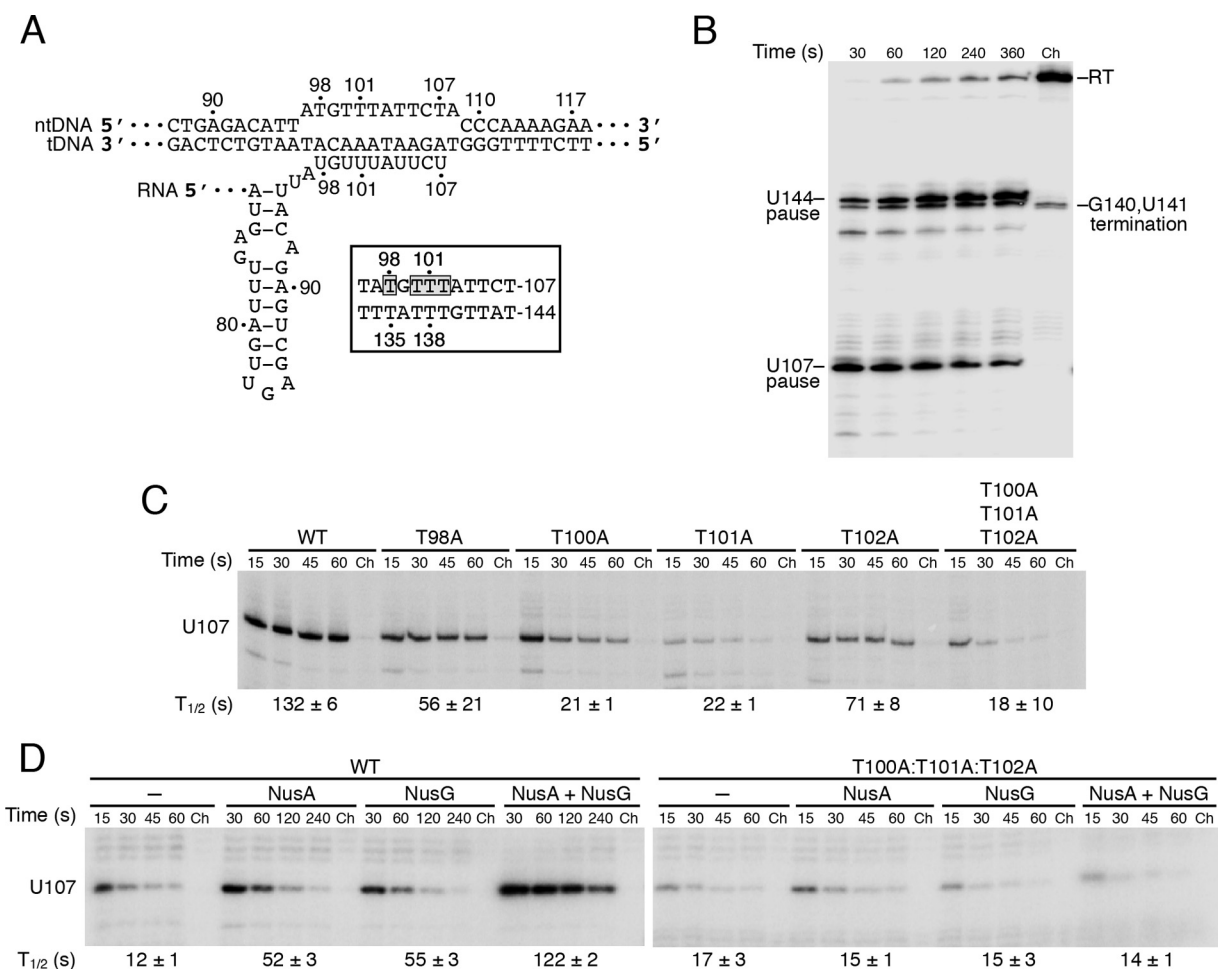 A
98 101 107
90 ATGTTTATTCTA 110 117
ntDNA 5′···CTGAGACATT CCCAAAAGAA··· 3′
tDNA 3′···GACTCTGTAATACAAATAAGATGGGTTTTCTT··· 5′
UGUUUAUUCU
RNA 5′···A–U UA 98 101 107
U–A
G–C
A A
G
U–G
U–A·90
U–G
80·A–U
G–C
U–G
U A
G
98 101
TATGTTTATTCT-107
TTTATTTGTTAT-144
135 138
B
Time (s) 30 60 120 240 360 Ch
–RT
U144–
pause
–G140,U141
termination
U107–
pause
C
WT T98A T100A T101A T102A T100A
T101A
T102A
Time (s) 15 30 45 60 Ch 15 30 45 60 Ch 15 30 45 60 Ch 15 30 45 60 Ch 15 30 45 60 Ch 15 30 45 60 Ch
U107
T1/2 (s) 132 ± 6 56 ± 21 21 ± 1 22 ± 1 71 ± 8 18 ± 10
D
WT T100A:T101A:T102A
– NusA NusG NusA + NusG – NusA NusG NusA + NusG
Time (s) 15 30 45 60 Ch 30 60 120 240 Ch 30 60 120 240 Ch 30 60 120 240 Ch 15 30 45 60 Ch 15 30 45 60 Ch 15 30 45 60 Ch 15 30 45 60 Ch
U107
T1/2 (s) 12 ± 1 52 ± 3 55 ± 3 122 ± 2 17 ± 3 15 ± 1 15 ± 3 14 ± 1